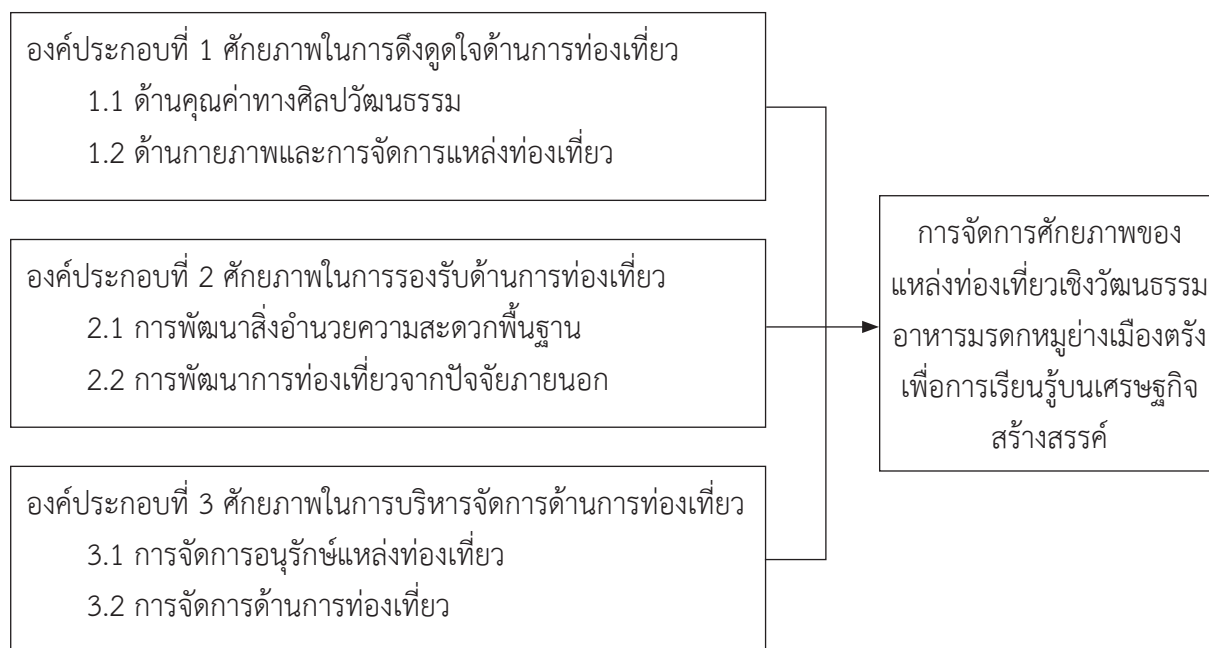 องค์ประกอบที่ 1 ศักยภาพในการดึงดูดใจด้านการท่องเที่ยว
1.1 ด้านคุณค่าทางศิลปวัฒนธรรม
1.2 ด้านกายภาพและการจัดการแหล่งท่องเที่ยว
องค์ประกอบที่ 2 ศักยภาพในการรองรับด้านการท่องเที่ยว
2.1 การพัฒนาสิ่งอำนวยความสะดวกพื้นฐาน
2.2 การพัฒนาการท่องเที่ยวจากปัจจัยภายนอก
องค์ประกอบที่ 3 ศักยภาพในการบริหารจัดการด้านการท่องเที่ยว
3.1 การจัดการอนุรักษ์แหล่งท่องเที่ยว
3.2 การจัดการด้านการท่องเที่ยว
การจัดการศักยภาพของ
แหล่งท่องเที่ยวเชิงวัฒนธรรม
อาหารมรดกหมูย่างเมืองตรัง
เพื่อการเรียนรู้บนเศรษฐกิจ
สร้างสรรค์